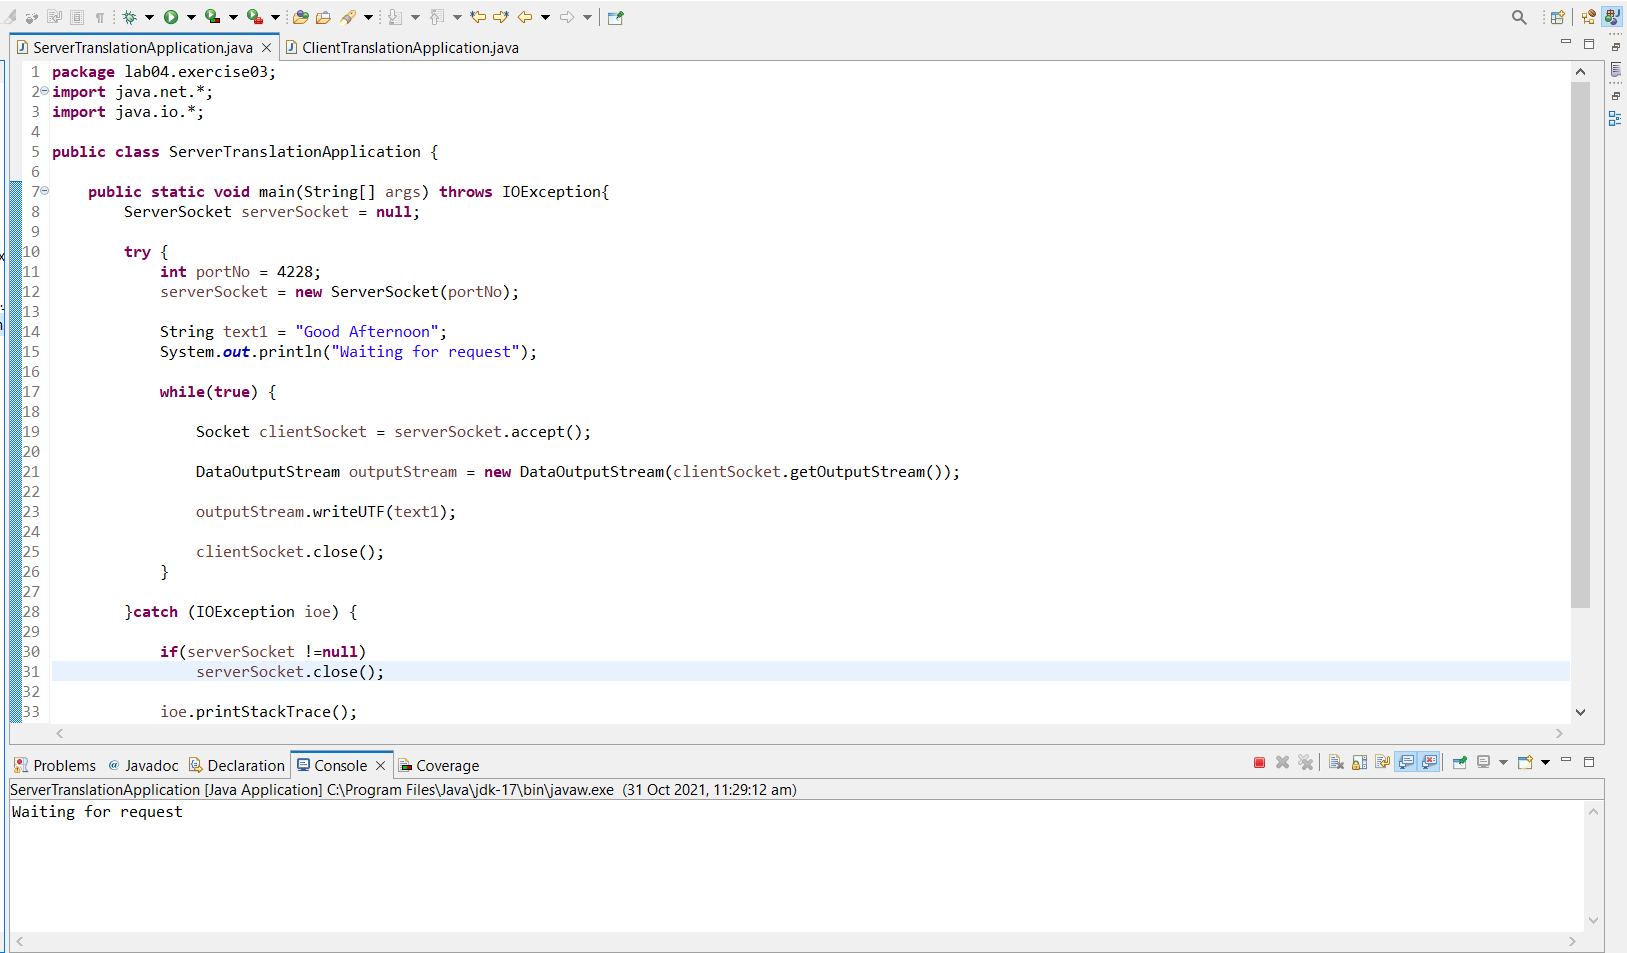 ServerTranslationApplication.java ClientTranslationApplication.java
1 package lab04.exercise03;
2 import java.net.*;
3 import java.io.*;
4
5 public class ServerTranslationApplication {
6
7     public static void main(String[] args) throws IOException{
8         ServerSocket serverSocket = null;
9
10         try {
11             int portNo = 4228;
12             serverSocket = new ServerSocket(portNo);
13
14             String text1 = "Good Afternoon";
15             System.out.println("Waiting for request");
16
17             while(true) {
18
19                 Socket clientSocket = serverSocket.accept();
20
21                 DataOutputStream outputStream = new DataOutputStream(clientSocket.getOutputStream());
22
23                 outputStream.writeUTF(text1);
24
25                 clientSocket.close();
26             }
27
28         }catch (IOException ioe) {
29
30             if(serverSocket !=null)
31                 serverSocket.close();
32
33             ioe.printStackTrace();
Problems @ Javadoc Declaration Console Coverage
ServerTranslationApplication [Java Application] C:\Program Files\Java\jdk-17\bin\javaw.exe (31 Oct 2021, 11:29:12 am)
Waiting for request